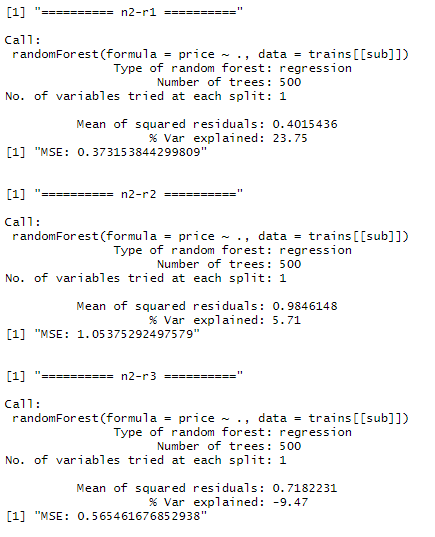 [1] "========== n2-r1 =========="
Call:
randomForest(formula = price ~ ., data = trains[[sub]])
Type of random forest: regression
Number of trees: 500
No. of variables tried at each split: 1
Mean of squared residuals: 0.4015436
% Var explained: 23.75
[1] "MSE: 0.373153844299809"
[1] "========== n2-r2 =========="
Call:
randomForest(formula = price ~ ., data = trains[[sub]])
Type of random forest: regression
Number of trees: 500
No. of variables tried at each split: 1
Mean of squared residuals: 0.9846148
% Var explained: 5.71
[1] "MSE: 1.05375292497579"
[1] "========== n2-r3 =========="
Call:
randomForest(formula = price ~ ., data = trains[[sub]])
Type of random forest: regression
Number of trees: 500
No. of variables tried at each split: 1
Mean of squared residuals: 0.7182231
% Var explained: -9.47
[1] "MSE: 0.565461676852938"